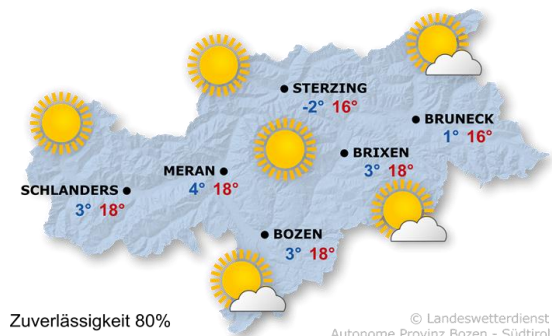 STERZING
-2° 16°
BRUNECK
1° 16°
BRIXEN
3° 18°
MERAN
4° 18°
SCHLANDERS
3° 18°
BOZEN
3° 18°
Zuverlässigkeit 80%
© Landeswetterdienst
Autonome Provinz Bozen - Südtirol